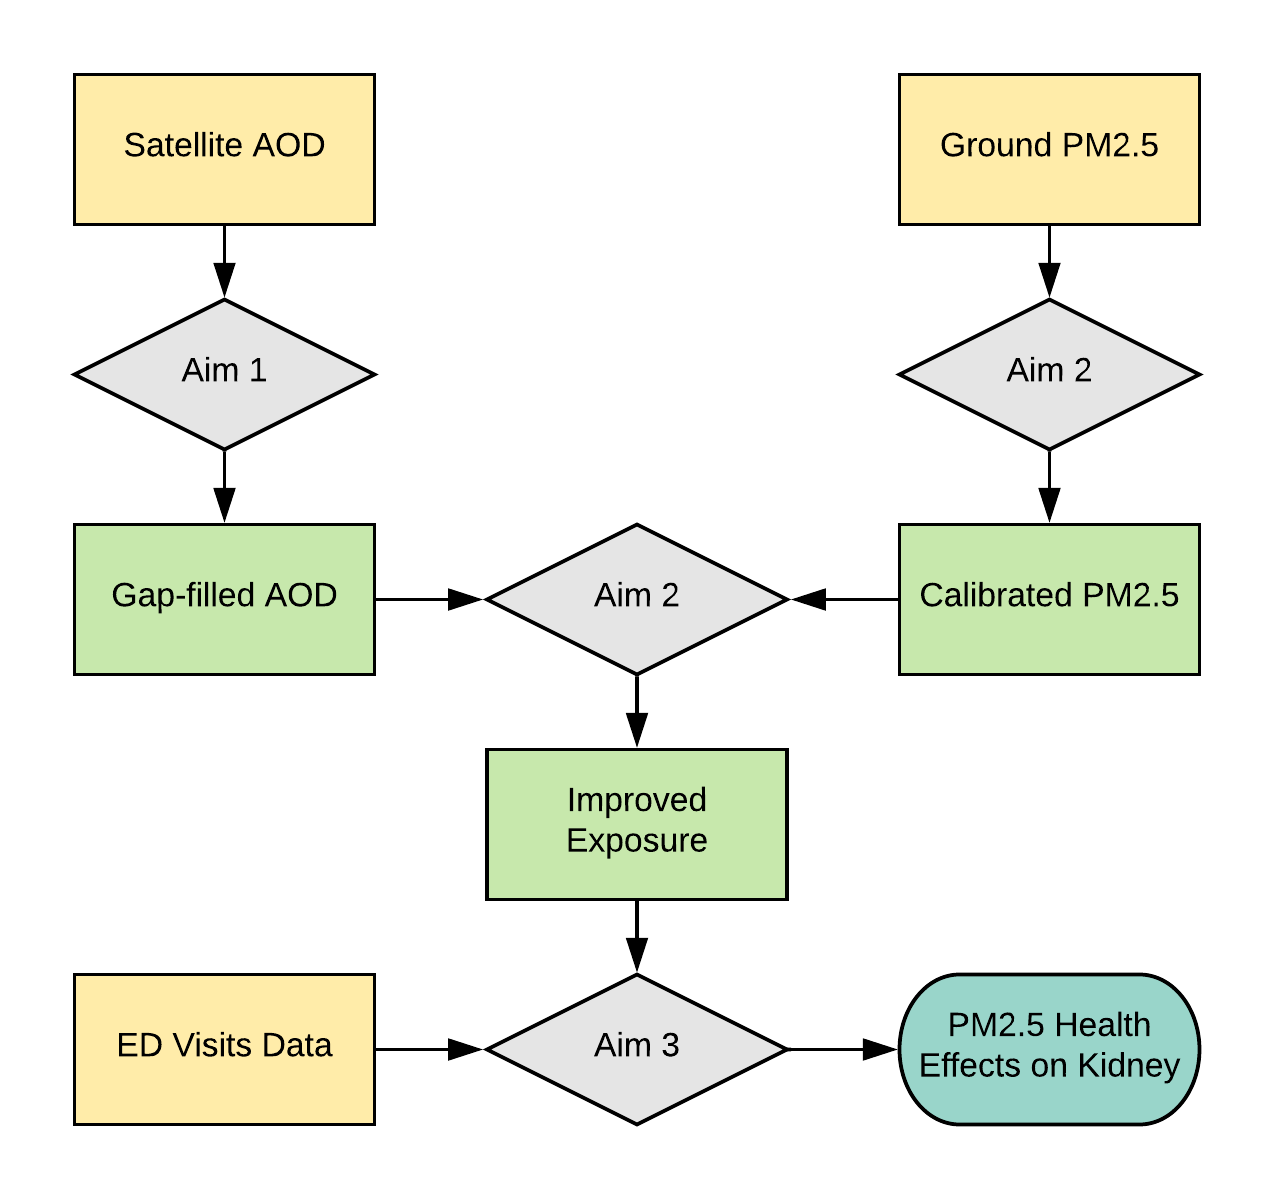 Satellite AOD
Ground PM2.5
Aim 1
Aim 2
Gap-filled AOD
Aim 2
Calibrated PM2.5
Improved
Exposure
ED Visits Data
Aim 3
PM2.5 Health
Effects on Kidney